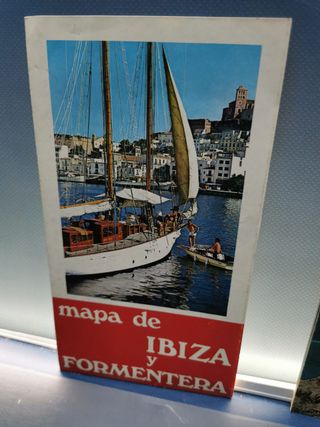 mapa de
IBIZA
y
FORMENTERA